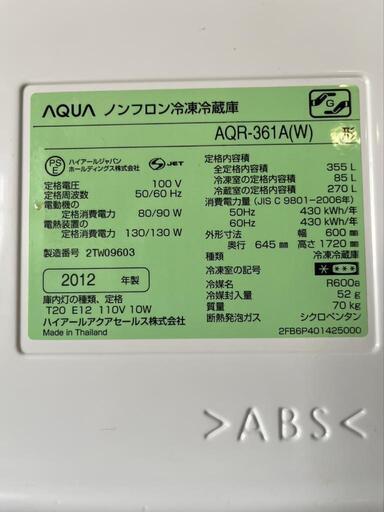 AQUA ノンフロン冷凍冷蔵庫
G
AQR-361A(W) 形
PSE ハイアールジャパン ホールディングス株式会社 S JET
定格電圧 100 V
定格周波数 50/60 Hz
電動機の
定格消費電力 80/90 W
電熱装置の
定格消費電力 130/130 W
製造番号 2TW09603
2012 年製
庫内灯の種類、定格
T20 E12 110V 10W
ハイアールアクアセールス株式会社
Made in Thailand
定格内容積
全定格内容積 355 L
冷凍室の定格内容積 85 L
冷蔵室の定格内容積 270 L
消費電力量 (JIS C 9801-2006年)
50Hz 430 kWh/年
60Hz 430 kWh/年
外形寸法 幅 600 mm
奥行 645 mm 高さ 1720 mm
種類 冷凍冷蔵庫
冷凍室の記号 * ***
冷媒名 R600a
冷媒封入量 52 g
質量 70 kg
断熱発泡ガス シクロペンタン
2FB6P401425000
>ABS<